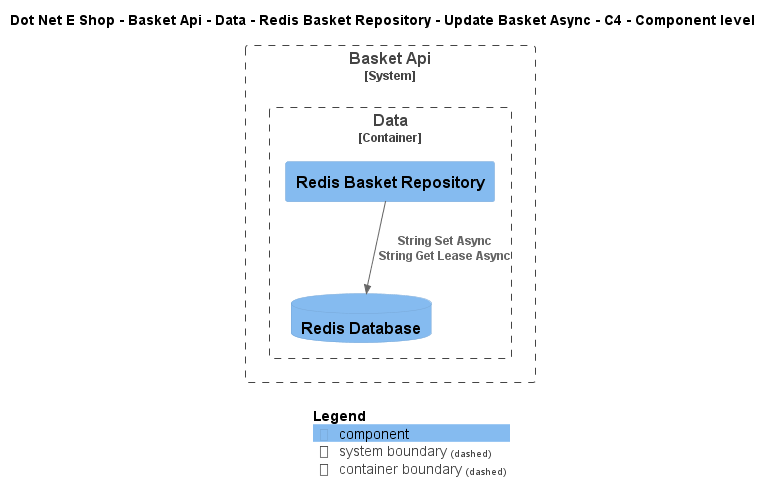 Dot Net E Shop - Basket Api - Data - Redis Basket Repository - Update Basket Async - C4 - Component level
Basket Api
[System]
Data
[Container]
Redis Basket Repository
String Set Async
String Get Lease Async
Redis Database
Legend
component
system boundary (dashed)
container boundary (dashed)